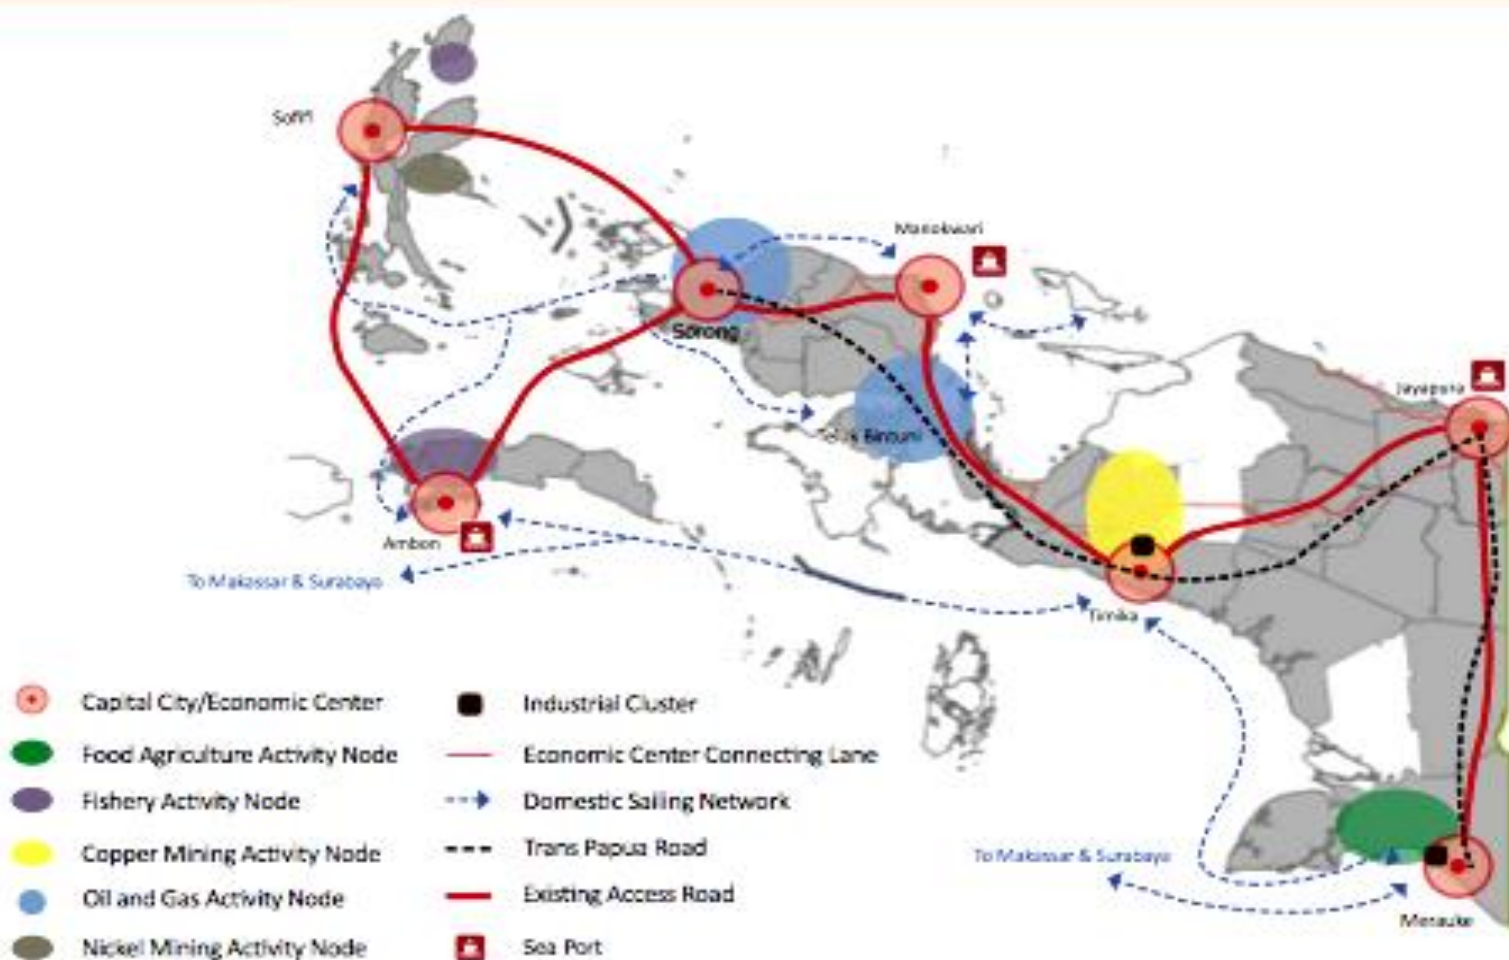 Sofifi
Manokwari
Sorong
Jayapura
Teluk Bintuni
Ambon
To Makassar & Surabaya
Timika
Capital City/Economic Center
Food Agriculture Activity Node
Fishery Activity Node
Copper Mining Activity Node
Oil and Gas Activity Node
Nickel Mining Activity Node
Industrial Cluster
Economic Center Connecting Lane
Domestic Sailing Network
Trans Papua Road
Existing Access Road
Sea Port
To Makassar & Surabaya
Merauke